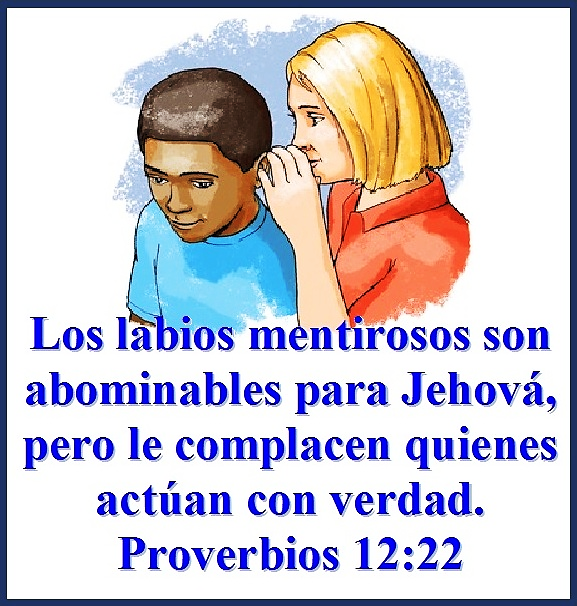 Los labios mentirosos son
abominables para Jehová,
pero le complacen quienes
actúan con verdad.
Proverbios 12:22